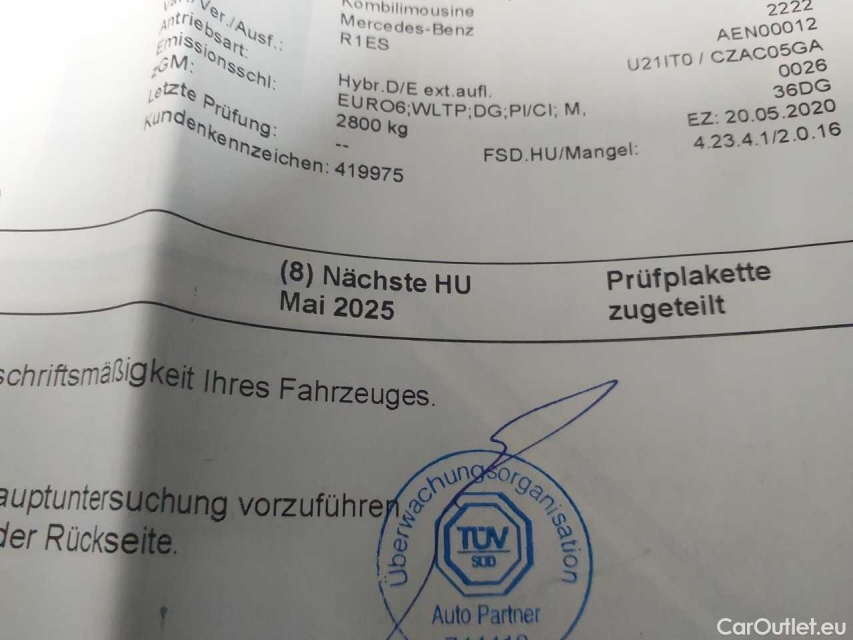 Kombilimousine 2222
Ver./Ausf.: Mercedes-Benz AEN00012
Antriebsart: R1ES U21IT0 / CZAC05GA
Emissionsschl: Hybr.D/E ext.aufl. 0026
zGM: EURO6;WLTP;DG;PI/CI; M, 36DG
Letzte Prüfung: 2800 kg EZ: 20.05.2020
-- FSD.HU/Mangel: 4.23.4.1/2.0.16
Kundenkennzeichen: 419975
(8) Nächste HU Prüfplakette
Mai 2025 zugeteilt
schriftsmäßigkeit Ihres Fahrzeuges.
auptuntersuchung vorzuführen
der Rückseite.
Überwachungsorganisation
TÜV
SÜD
Auto Partner
CarOutlet.eu